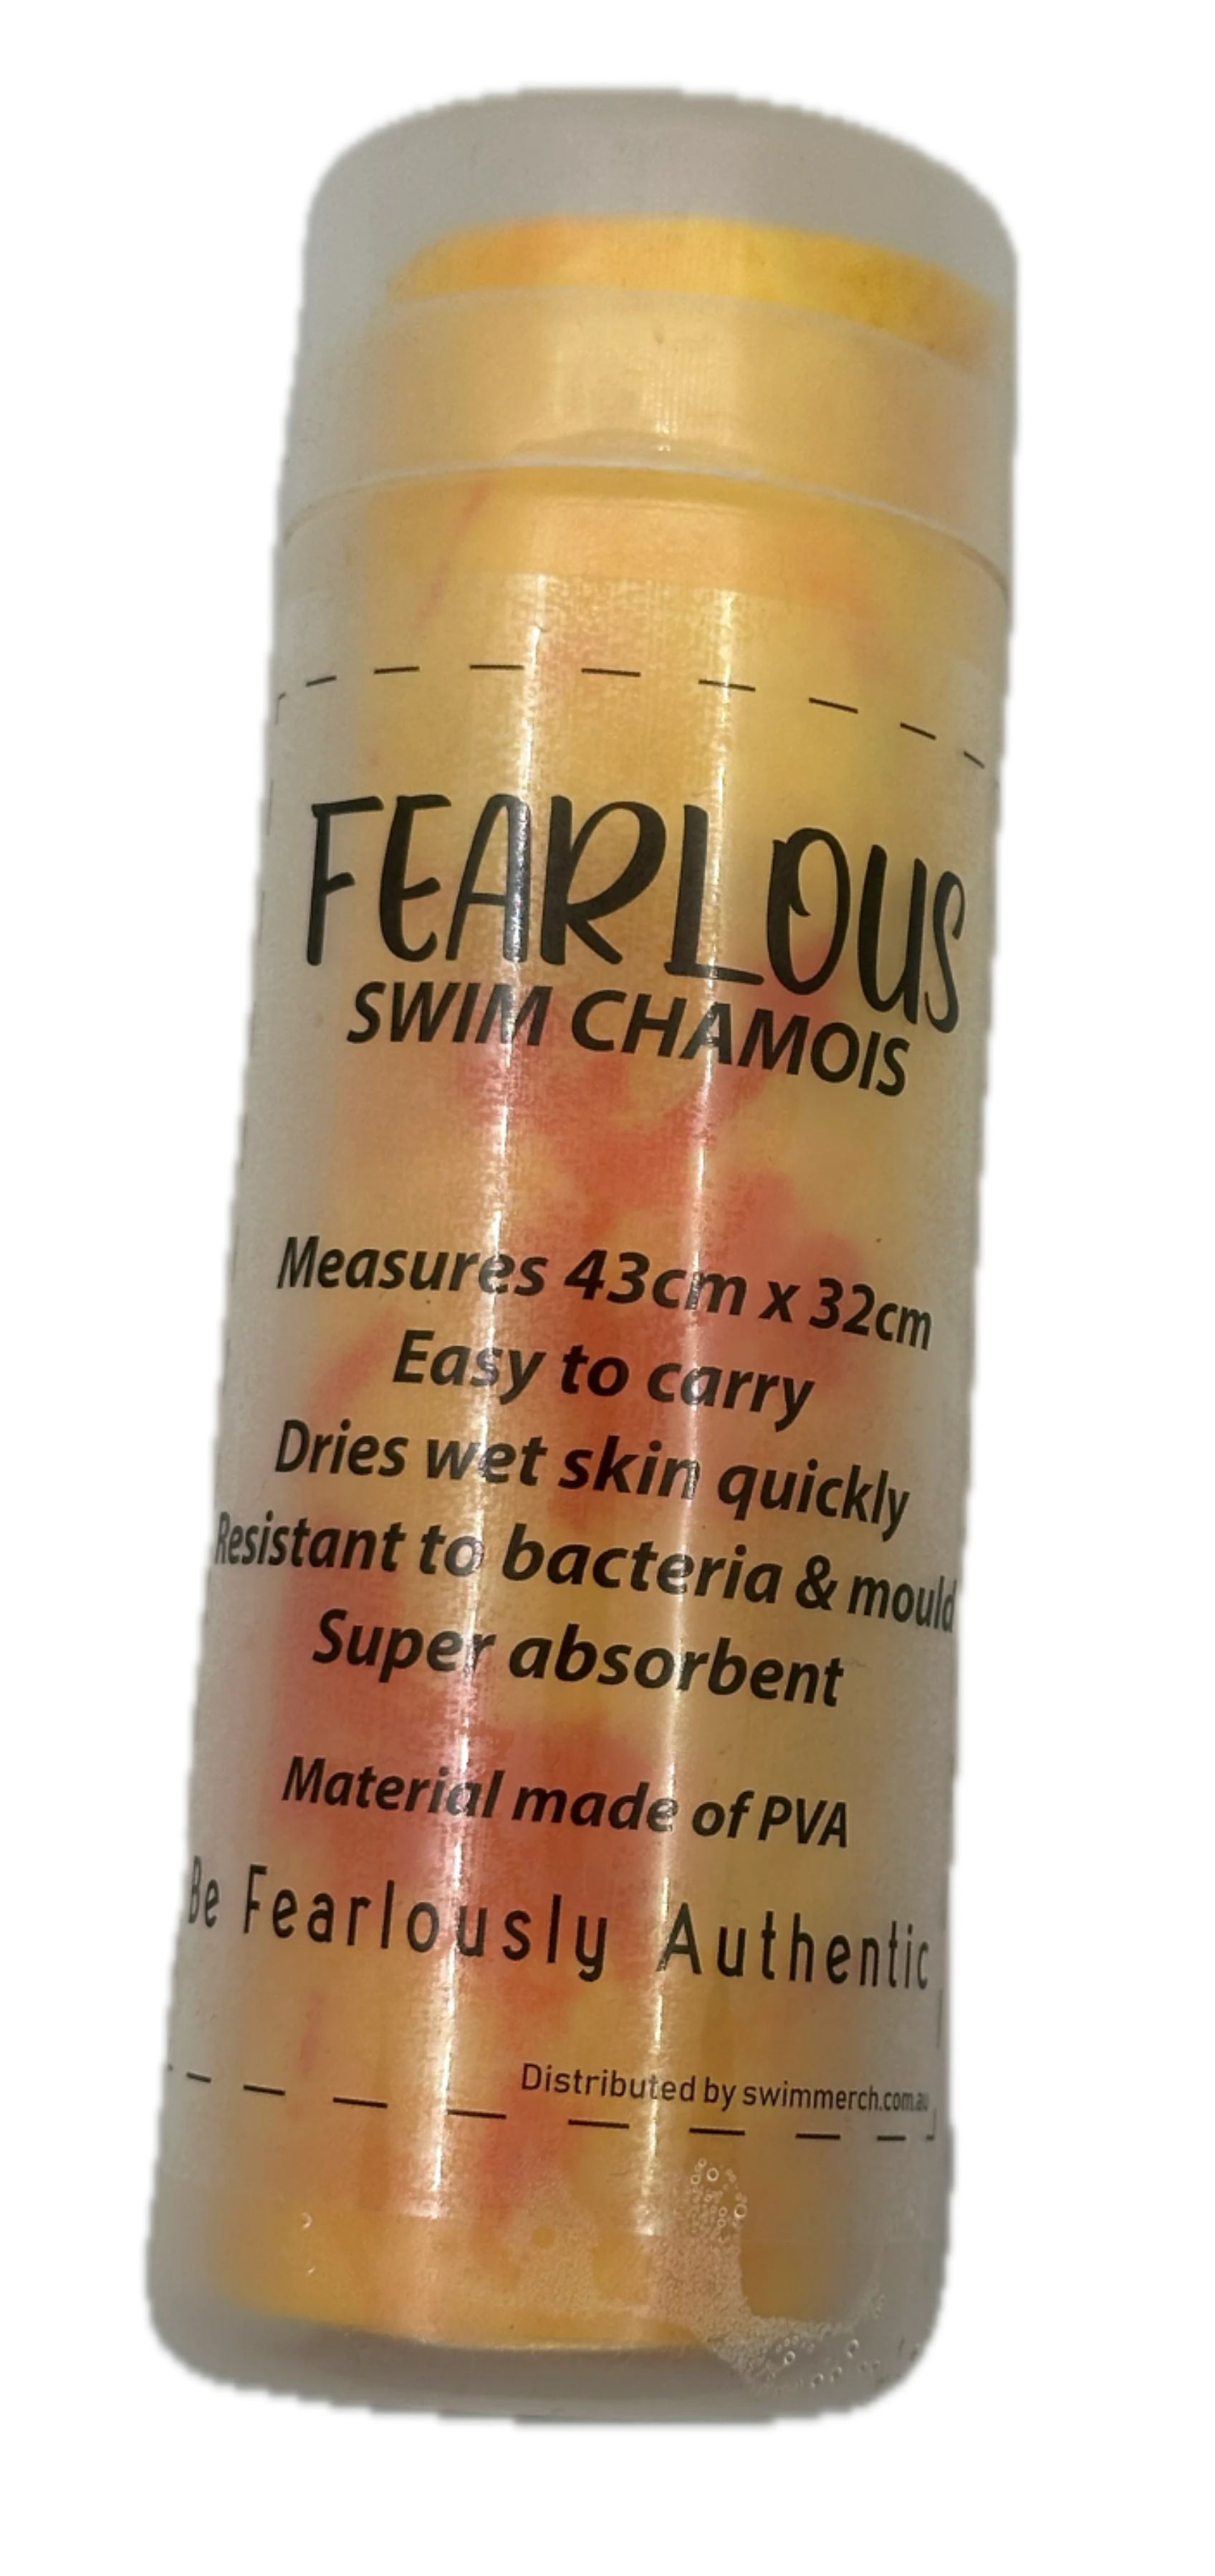 FEARLOUS
SWIM CHAMOIS
Measures 43cm x 32cm
Easy to carry
Dries wet skin quickly
Resistant to bacteria & mould
Super absorbent
Material made of PVA
Be Fearlously Authentic
Distributed by swimmerch.com.au